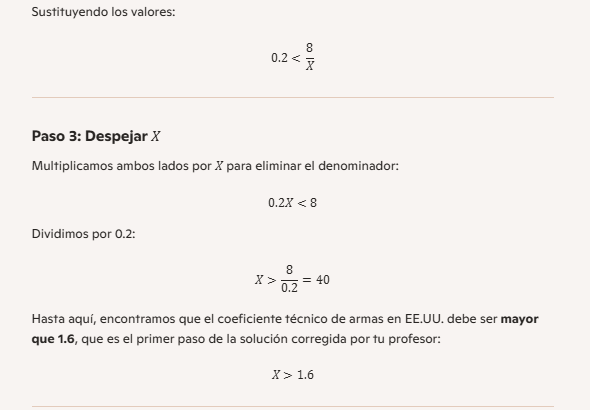 Sustituyendo los valores:
0.2 < 8/X
Paso 3: Despejar X
Multiplicamos ambos lados por X para eliminar el denominador:
0.2X < 8
Dividimos por 0.2:
X > 8/0.2 = 40
Hasta aquí, encontramos que el coeficiente técnico de armas en EE.UU. debe ser mayor
que 1.6, que es el primer paso de la solución corregida por tu profesor:
X > 1.6